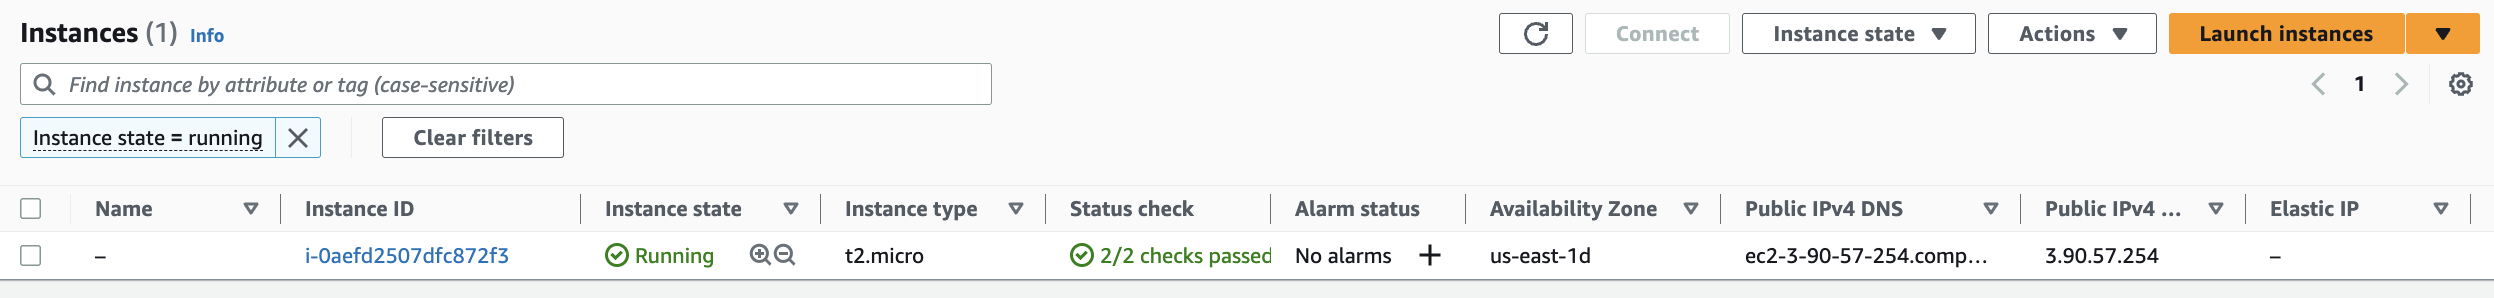 Instances (1) Info
Connect Instance state Actions Launch instances
Find instance by attribute or tag (case-sensitive)
1
Instance state = running
Clear filters
Name Instance ID Instance state Instance type Status check Alarm status Availability Zone Public IPv4 DNS Public IPv4 ... Elastic IP
– i-0aefd2507dfc872f3 Running t2.micro 2/2 checks passed No alarms + us-east-1d ec2-3-90-57-254.comp... 3.90.57.254 –